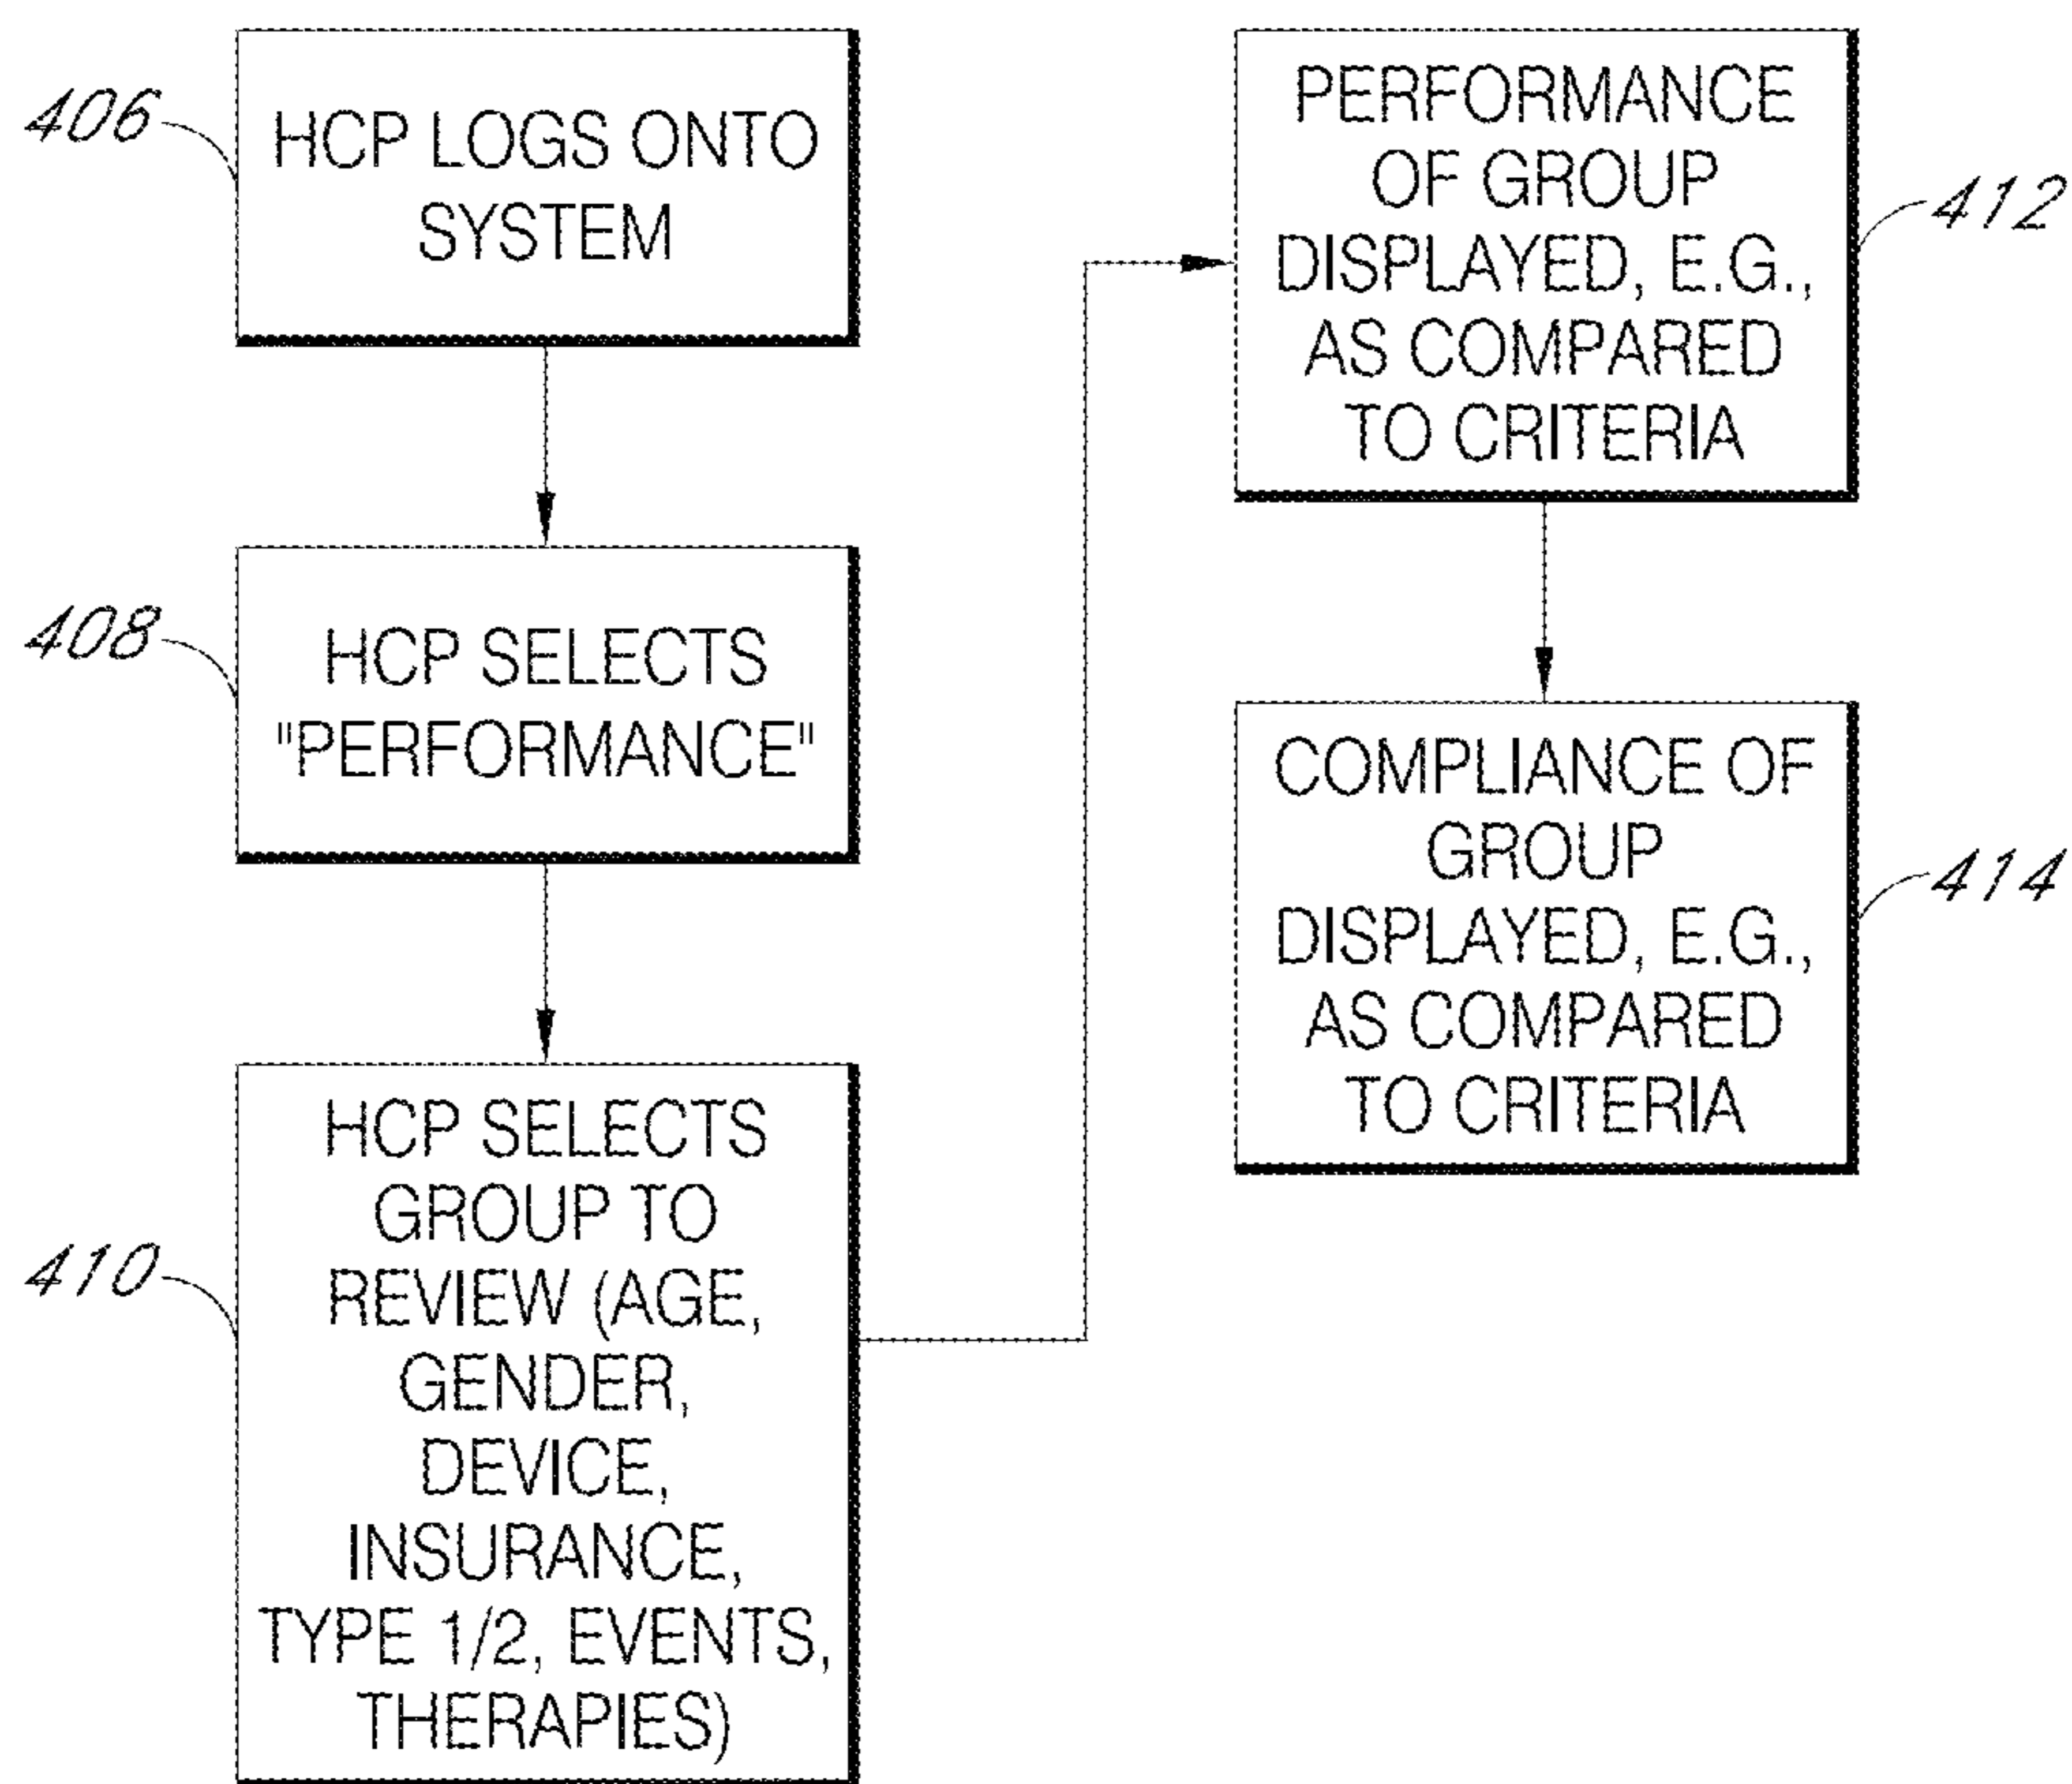 406
HCP LOGS ONTO
SYSTEM
408
HCP SELECTS
"PERFORMANCE"
410
HCP SELECTS
GROUP TO
REVIEW (AGE,
GENDER,
DEVICE,
INSURANCE,
TYPE 1/2, EVENTS,
THERAPIES)
PERFORMANCE
OF GROUP
DISPLAYED, E.G.,
AS COMPARED
TO CRITERIA
412
COMPLIANCE OF
GROUP
DISPLAYED, E.G.,
AS COMPARED
TO CRITERIA
414